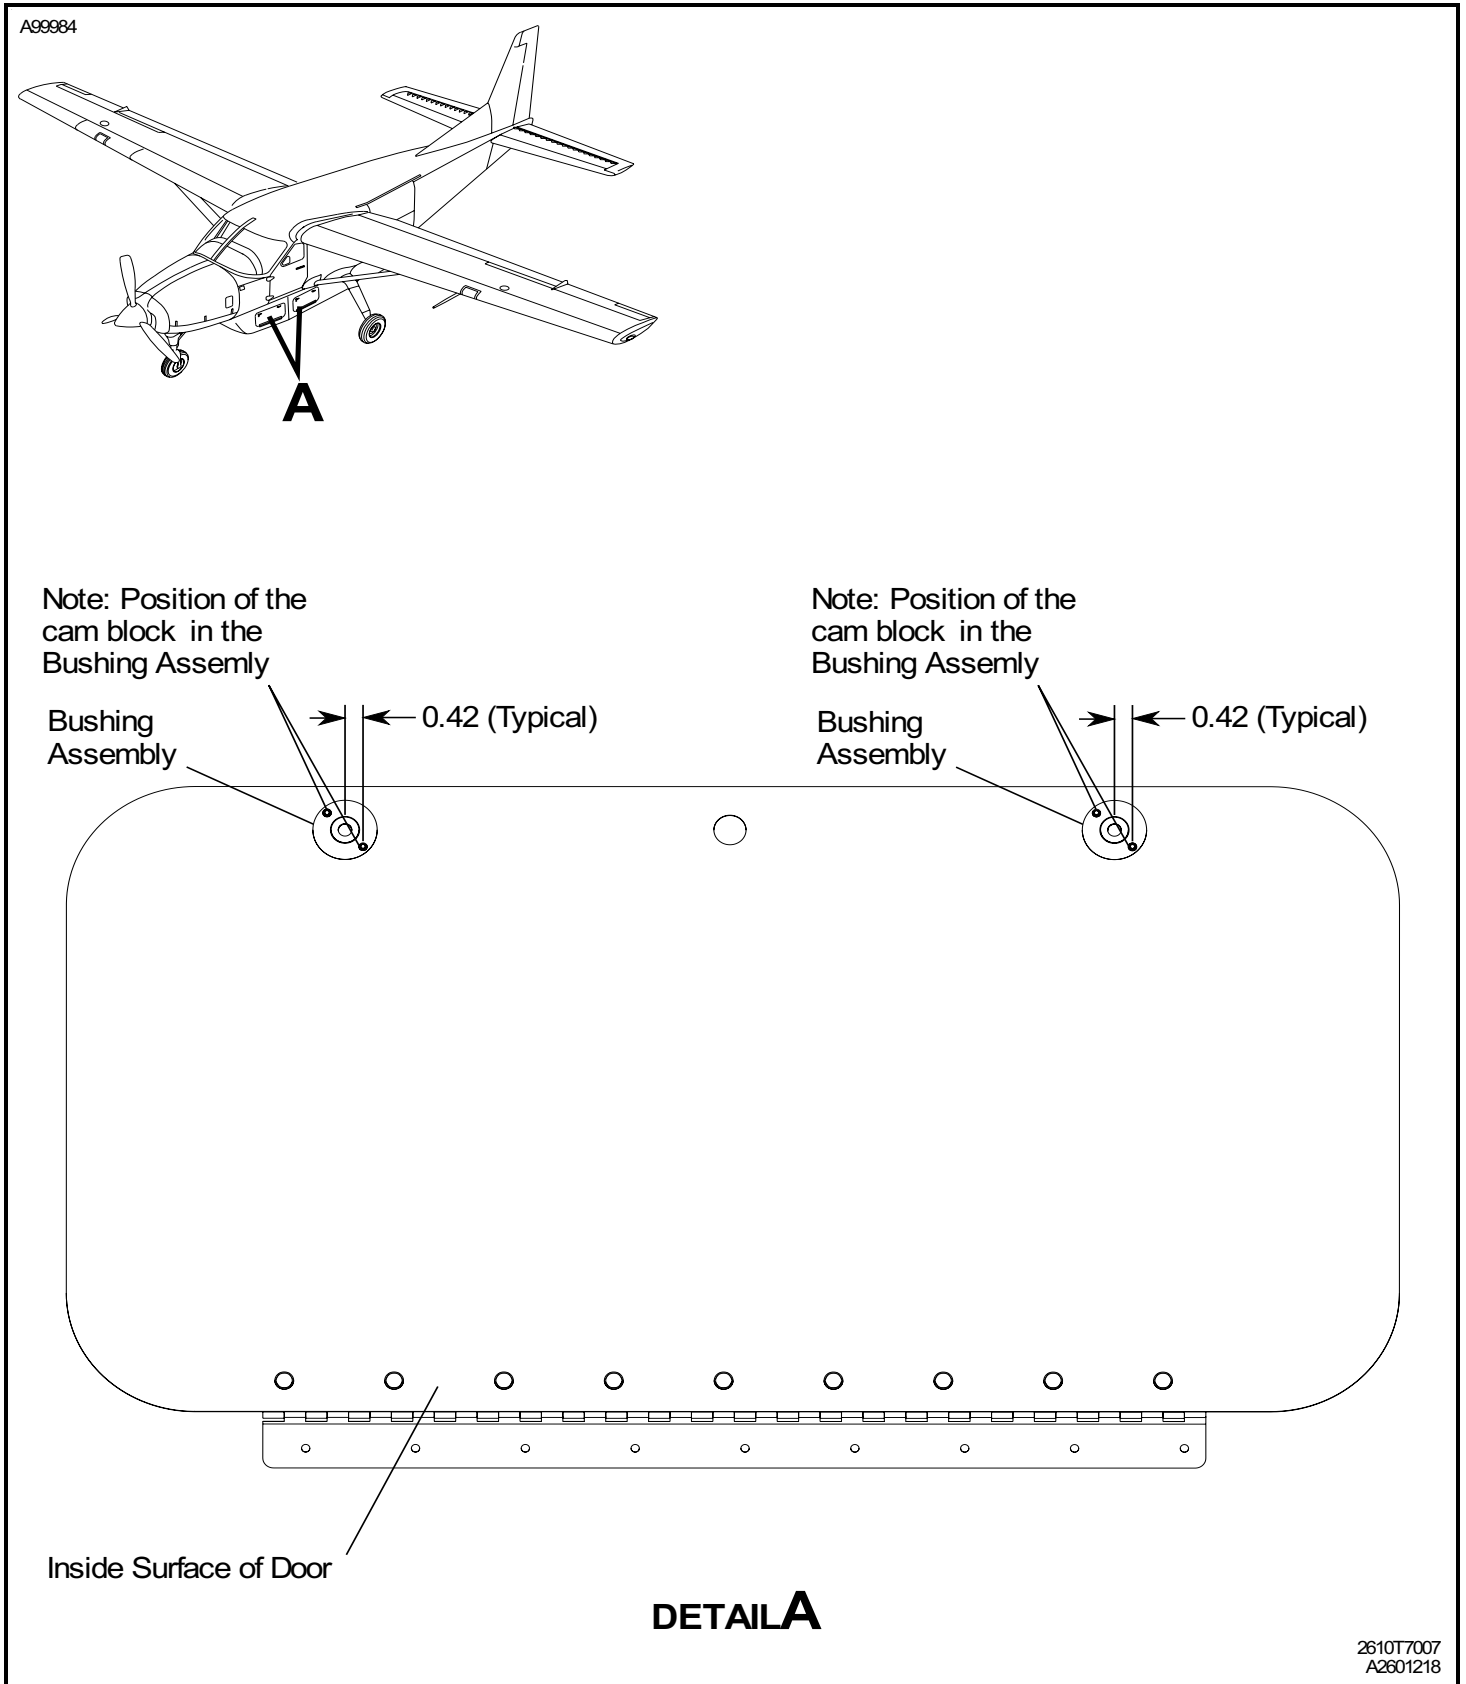 A99984
A
Note: Position of the
cam block in the
Bushing Assemly
Bushing
Assembly
0.42 (Typical)
Note: Position of the
cam block in the
Bushing Assemly
Bushing
Assembly
0.42 (Typical)
Inside Surface of Door
DETAIL A
2610T7007
A2601218